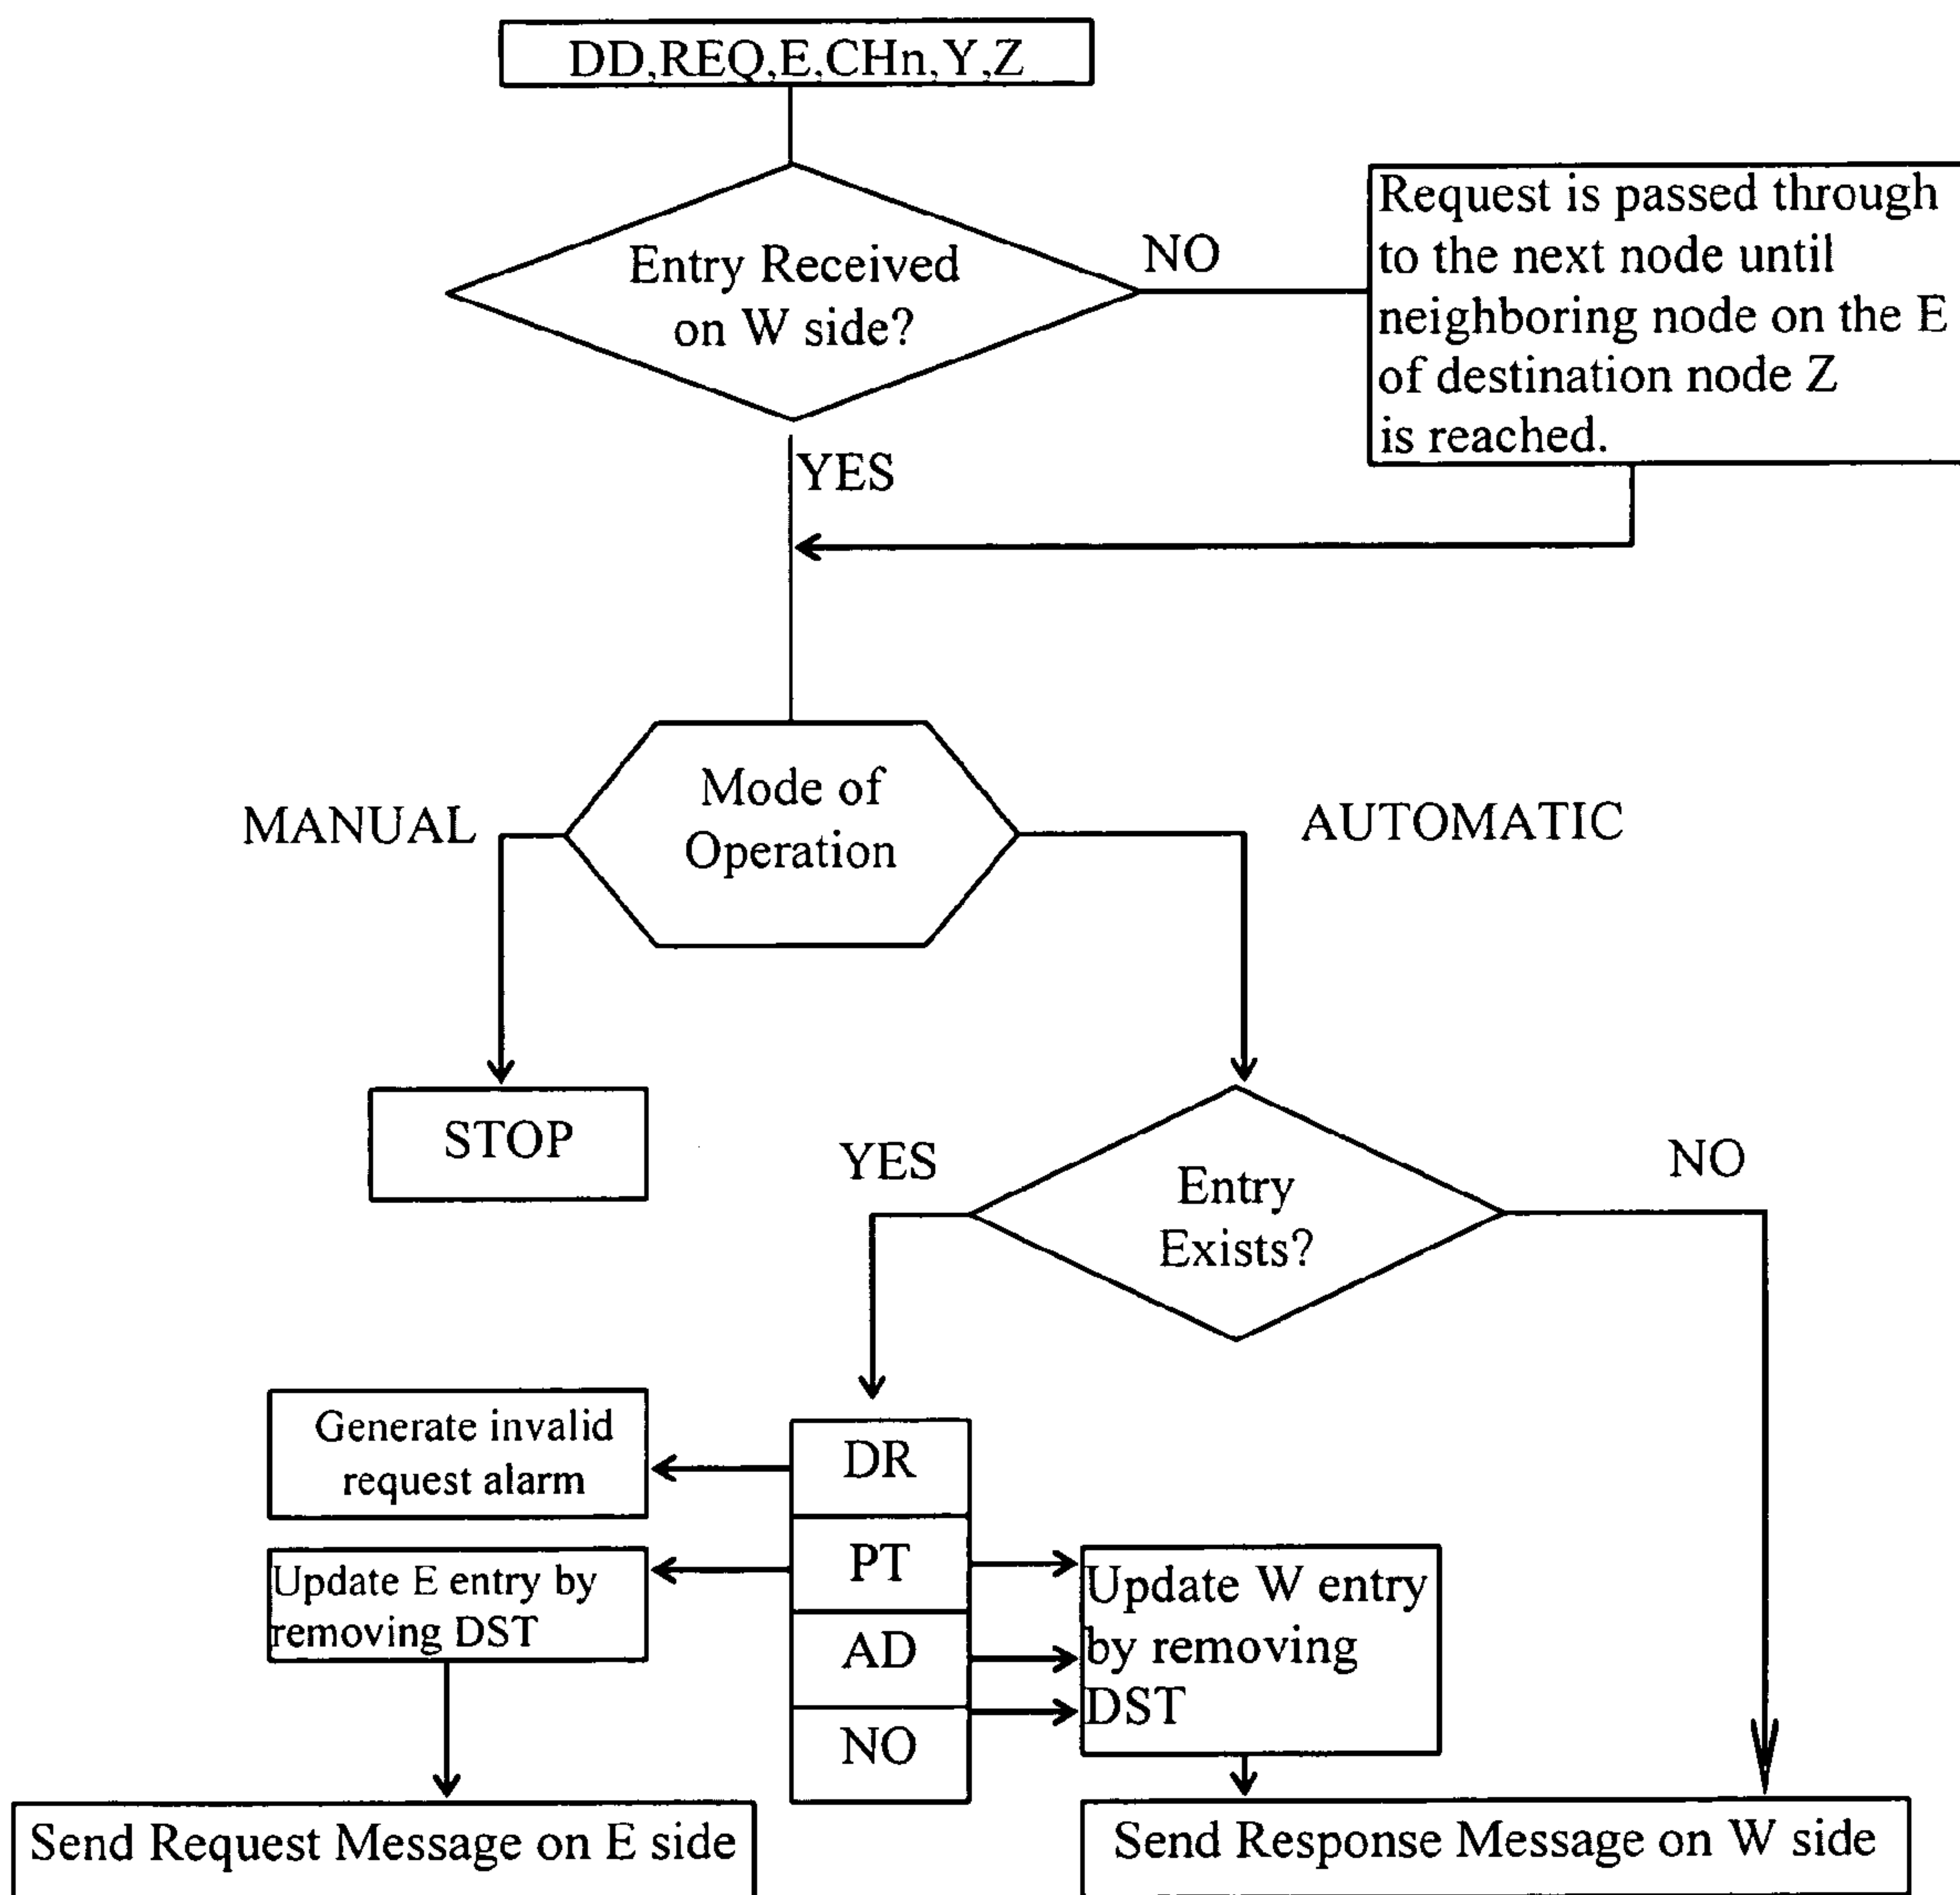 DD,REQ,E,CHn,Y,Z
Entry Received
on W side?
NO
Request is passed through
to the next node until
neighboring node on the E
of destination node Z
is reached.
YES
Mode of
Operation
MANUAL
AUTOMATIC
STOP
YES
Entry
Exists?
NO
Generate invalid
request alarm
DR
Update E entry by
removing DST
PT
AD
NO
Update W entry
by removing
DST
Send Request Message on E side
Send Response Message on W side